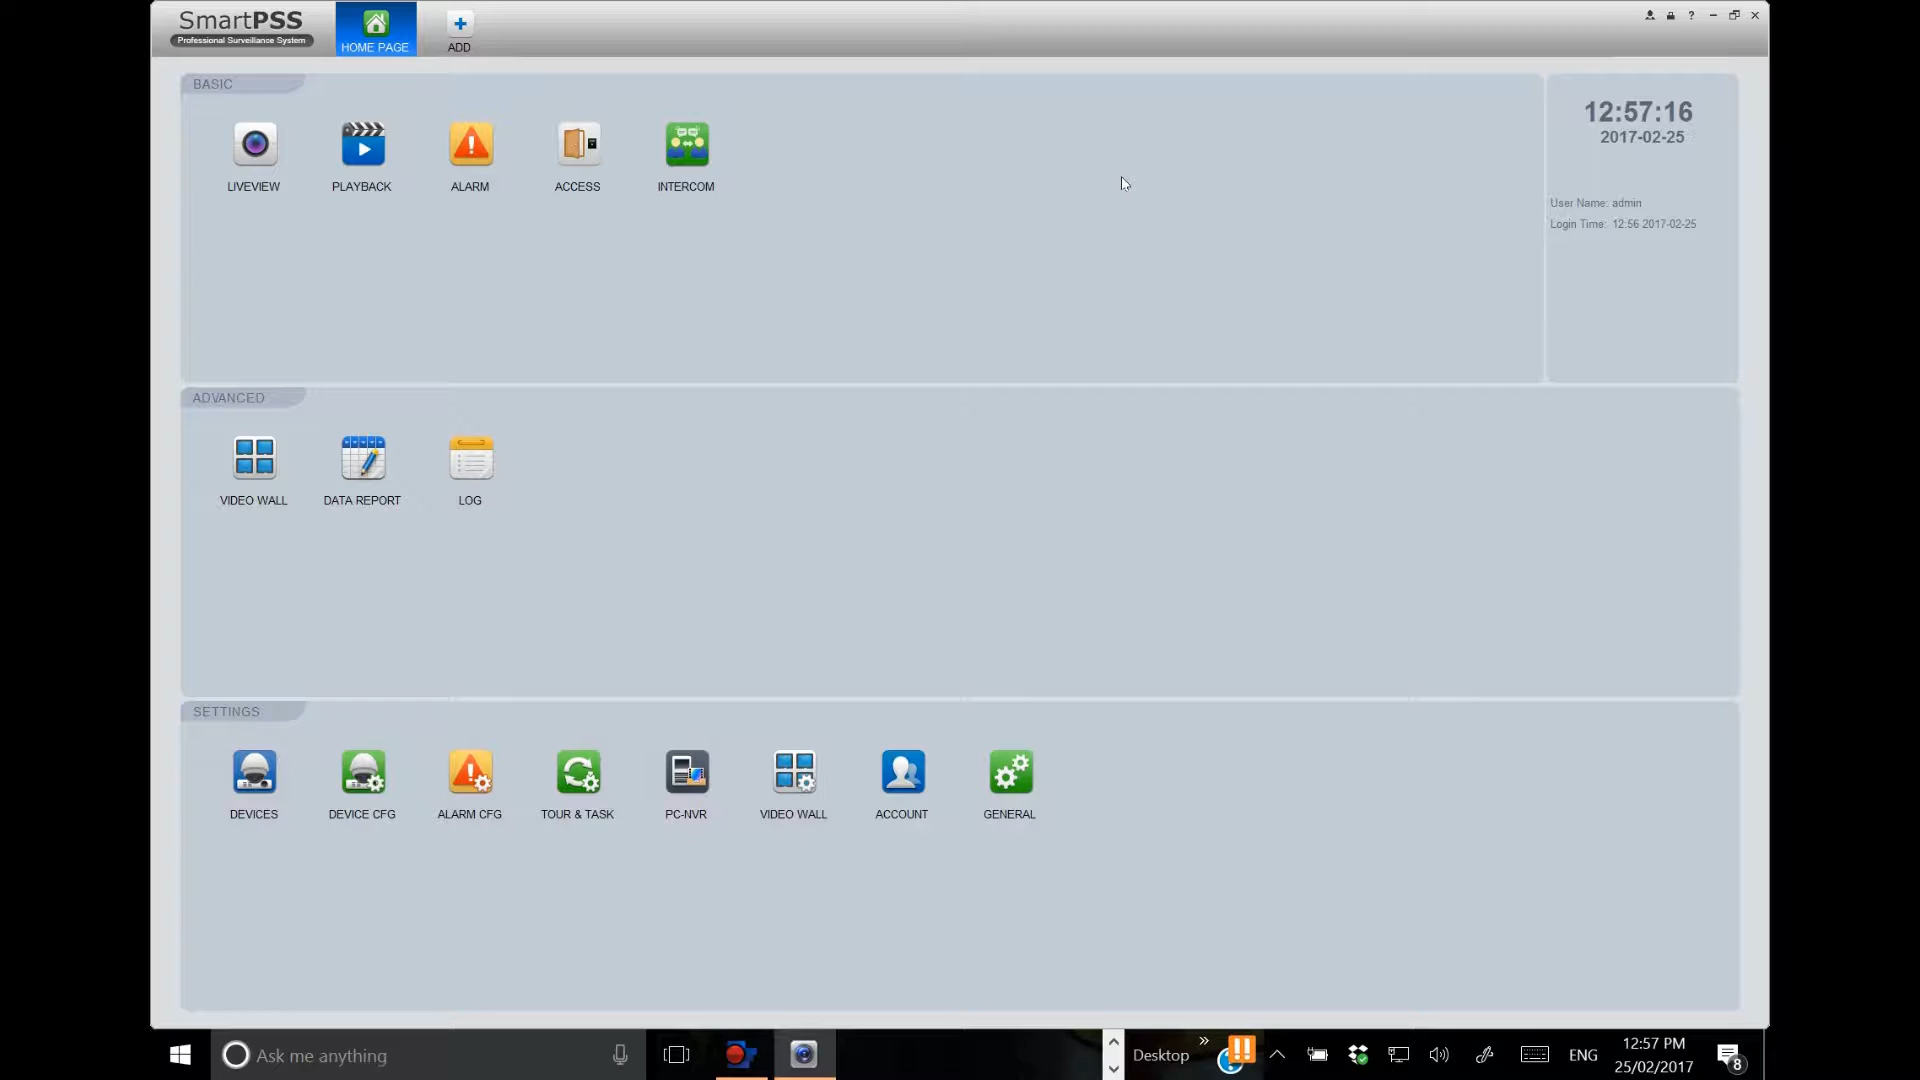 SmartPSS
Professional Surveillance System
HOME PAGE
ADD
?
BASIC
LIVEVIEW
PLAYBACK
ALARM
ACCESS
INTERCOM
12:57:16
2017-02-25
User Name: admin
Login Time: 12:56 2017-02-25
ADVANCED
VIDEO WALL
DATA REPORT
LOG
SETTINGS
DEVICES
DEVICE CFG
ALARM CFG
TOUR & TASK
PC-NVR
VIDEO WALL
ACCOUNT
GENERAL
Ask me anything
Desktop
ENG
12:57 PM
25/02/2017
8